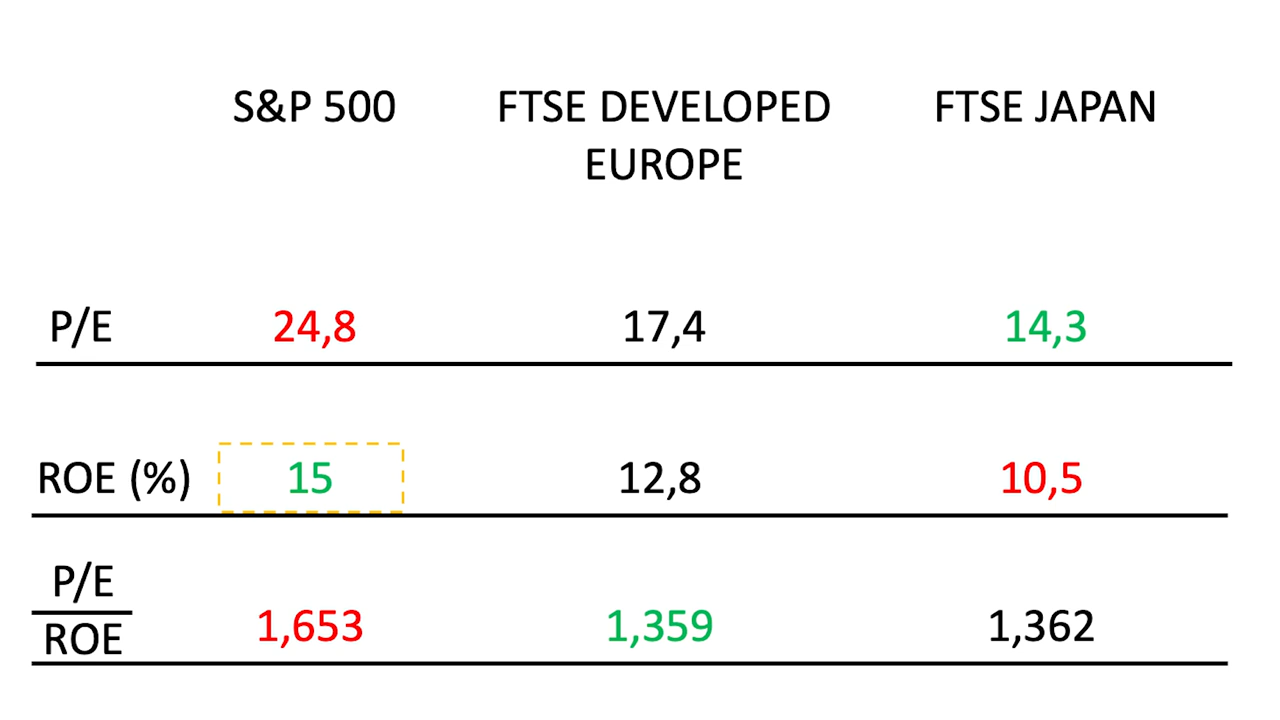 S&P 500 FTSE DEVELOPED FTSE JAPAN
EUROPE
P/E 24,8 17,4 14,3
ROE (%) 15 12,8 10,5
P/E
ROE 1,653 1,359 1,362